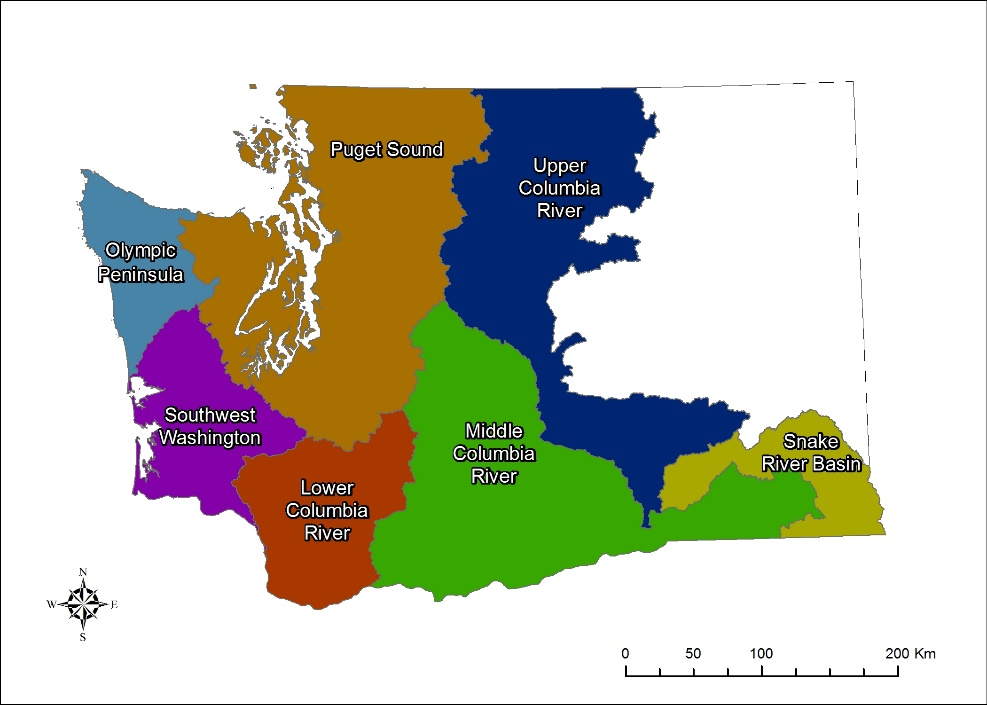 Puget Sound
Upper
Columbia
River
Olympic
Peninsula
Southwest
Washington
Middle
Columbia
River
Snake
River Basin
Lower
Columbia
River
N
W E
S
0 50 100 200 Km